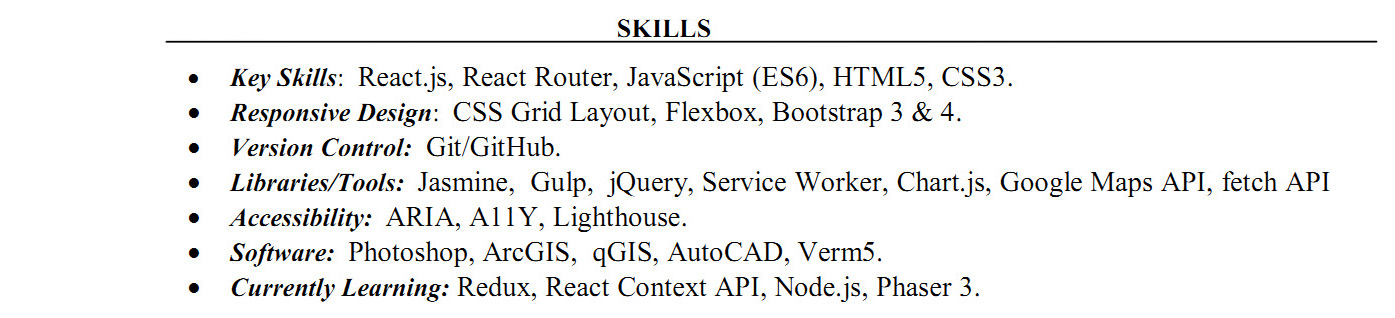 SKILLS
• Key Skills: React.js, React Router, JavaScript (ES6), HTML5, CSS3.
• Responsive Design: CSS Grid Layout, Flexbox, Bootstrap 3 & 4.
• Version Control: Git/GitHub.
• Libraries/Tools: Jasmine, Gulp, jQuery, Service Worker, Chart.js, Google Maps API, fetch API
• Accessibility: ARIA, A11Y, Lighthouse.
• Software: Photoshop, ArcGIS, qGIS, AutoCAD, Verm5.
• Currently Learning: Redux, React Context API, Node.js, Phaser 3.